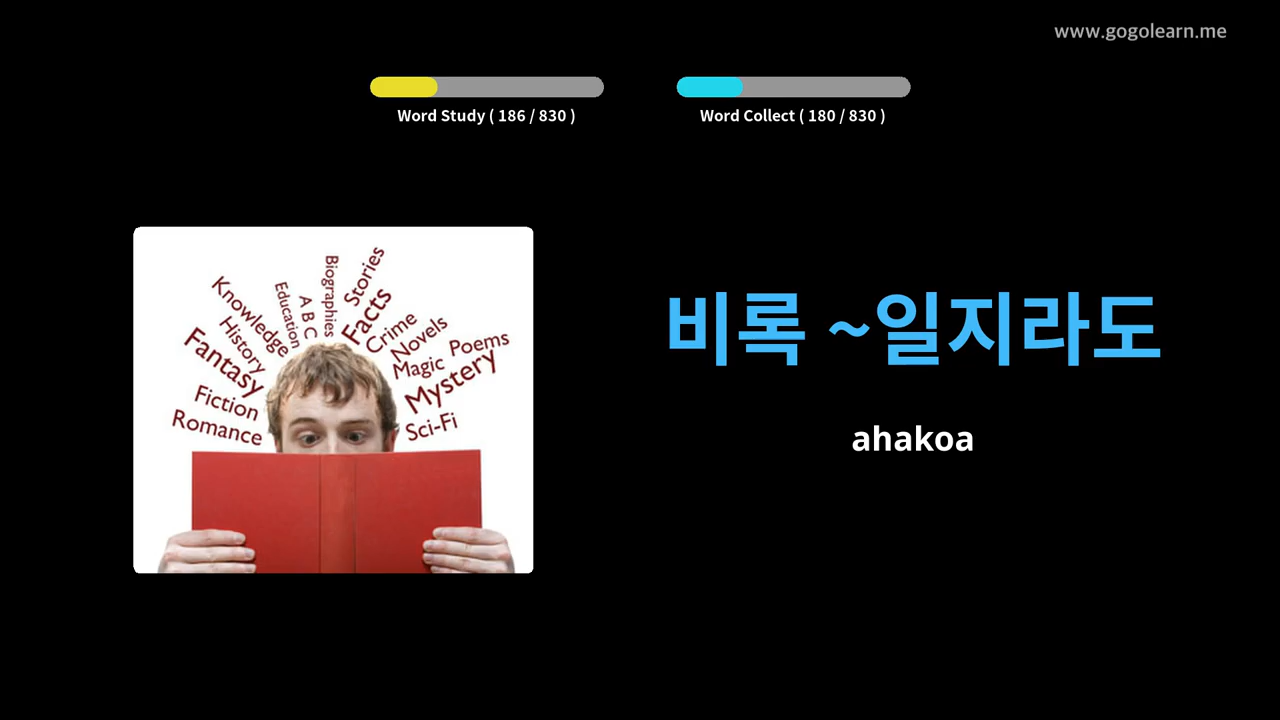 www.gogolearn.me
Word Study ( 186 / 830 )
Word Collect ( 180 / 830 )
비록 ~일지라도
ahakoa
Stories
Biographies
Facts
A B C
Education
Knowledge
History
Crime
Novels
Poems
Magic
Fantasy
Mystery
Fiction
Romance
Sci-Fi